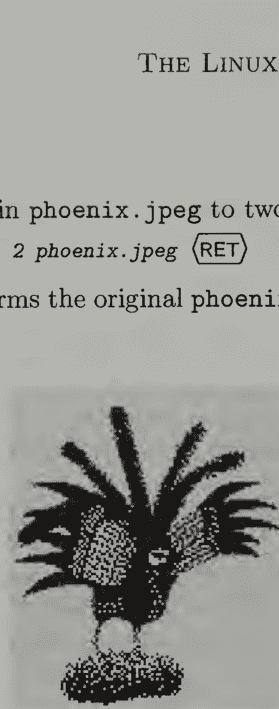 THE LINUX
in phoenix.jpeg to two
2 phoenix.jpeg RET
rms the original phoeni